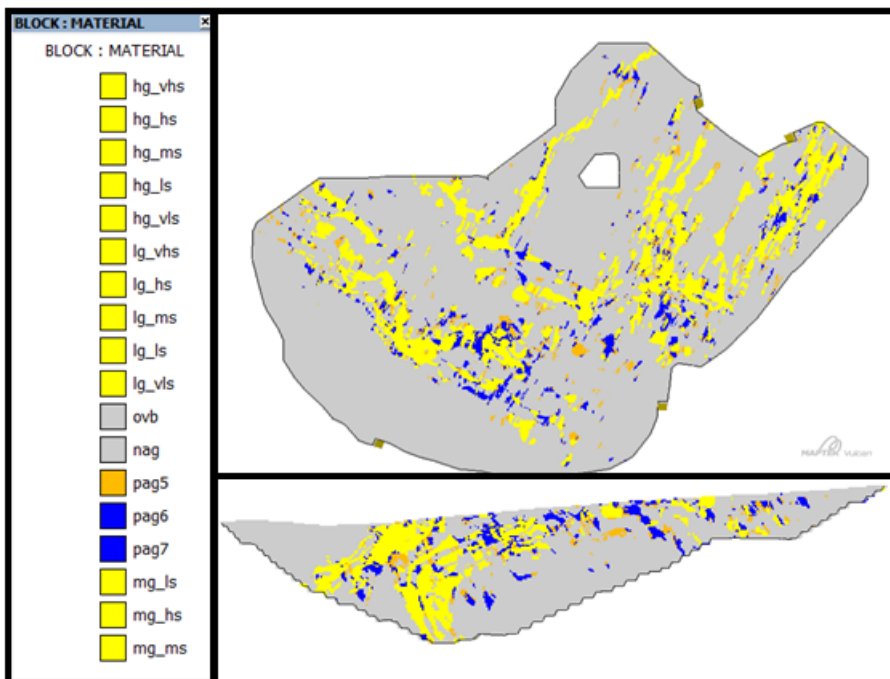 BLOCK : MATERIAL
BLOCK : MATERIAL
hg_vhs
hg_hs
hg_ms
hg_ls
hg_vls
lg_vhs
lg_hs
lg_ms
lg_ls
lg_vls
ovb
nag
pag5
pag6
pag7
mg_ls
mg_hs
mg_ms
MAPTEK Vulcan